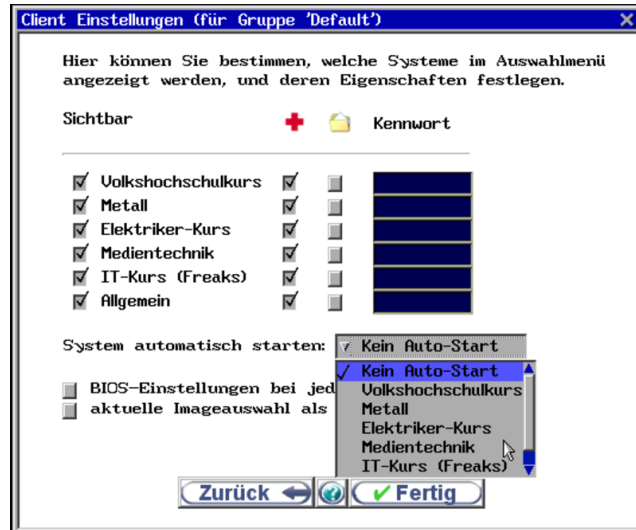 Client Einstellungen (für Gruppe 'Default')
Hier können Sie bestimmen, welche Systeme im Auswahlmenü
angezeigt werden, und deren Eigenschaften festlegen.
Sichtbar Kennwort
Volkshochschulkurs
Metall
Elektriker-Kurs
Medientechnik
IT-Kurs (Freaks)
Allgemein
System automatisch starten: Kein Auto-Start
Kein Auto-Start
BIOS-Einstellungen bei jed Volkshochschulkurs
aktuelle Imageauswahl als Metall
Elektriker-Kurs
Medientechnik
IT-Kurs (Freaks)
Zurück Fertig